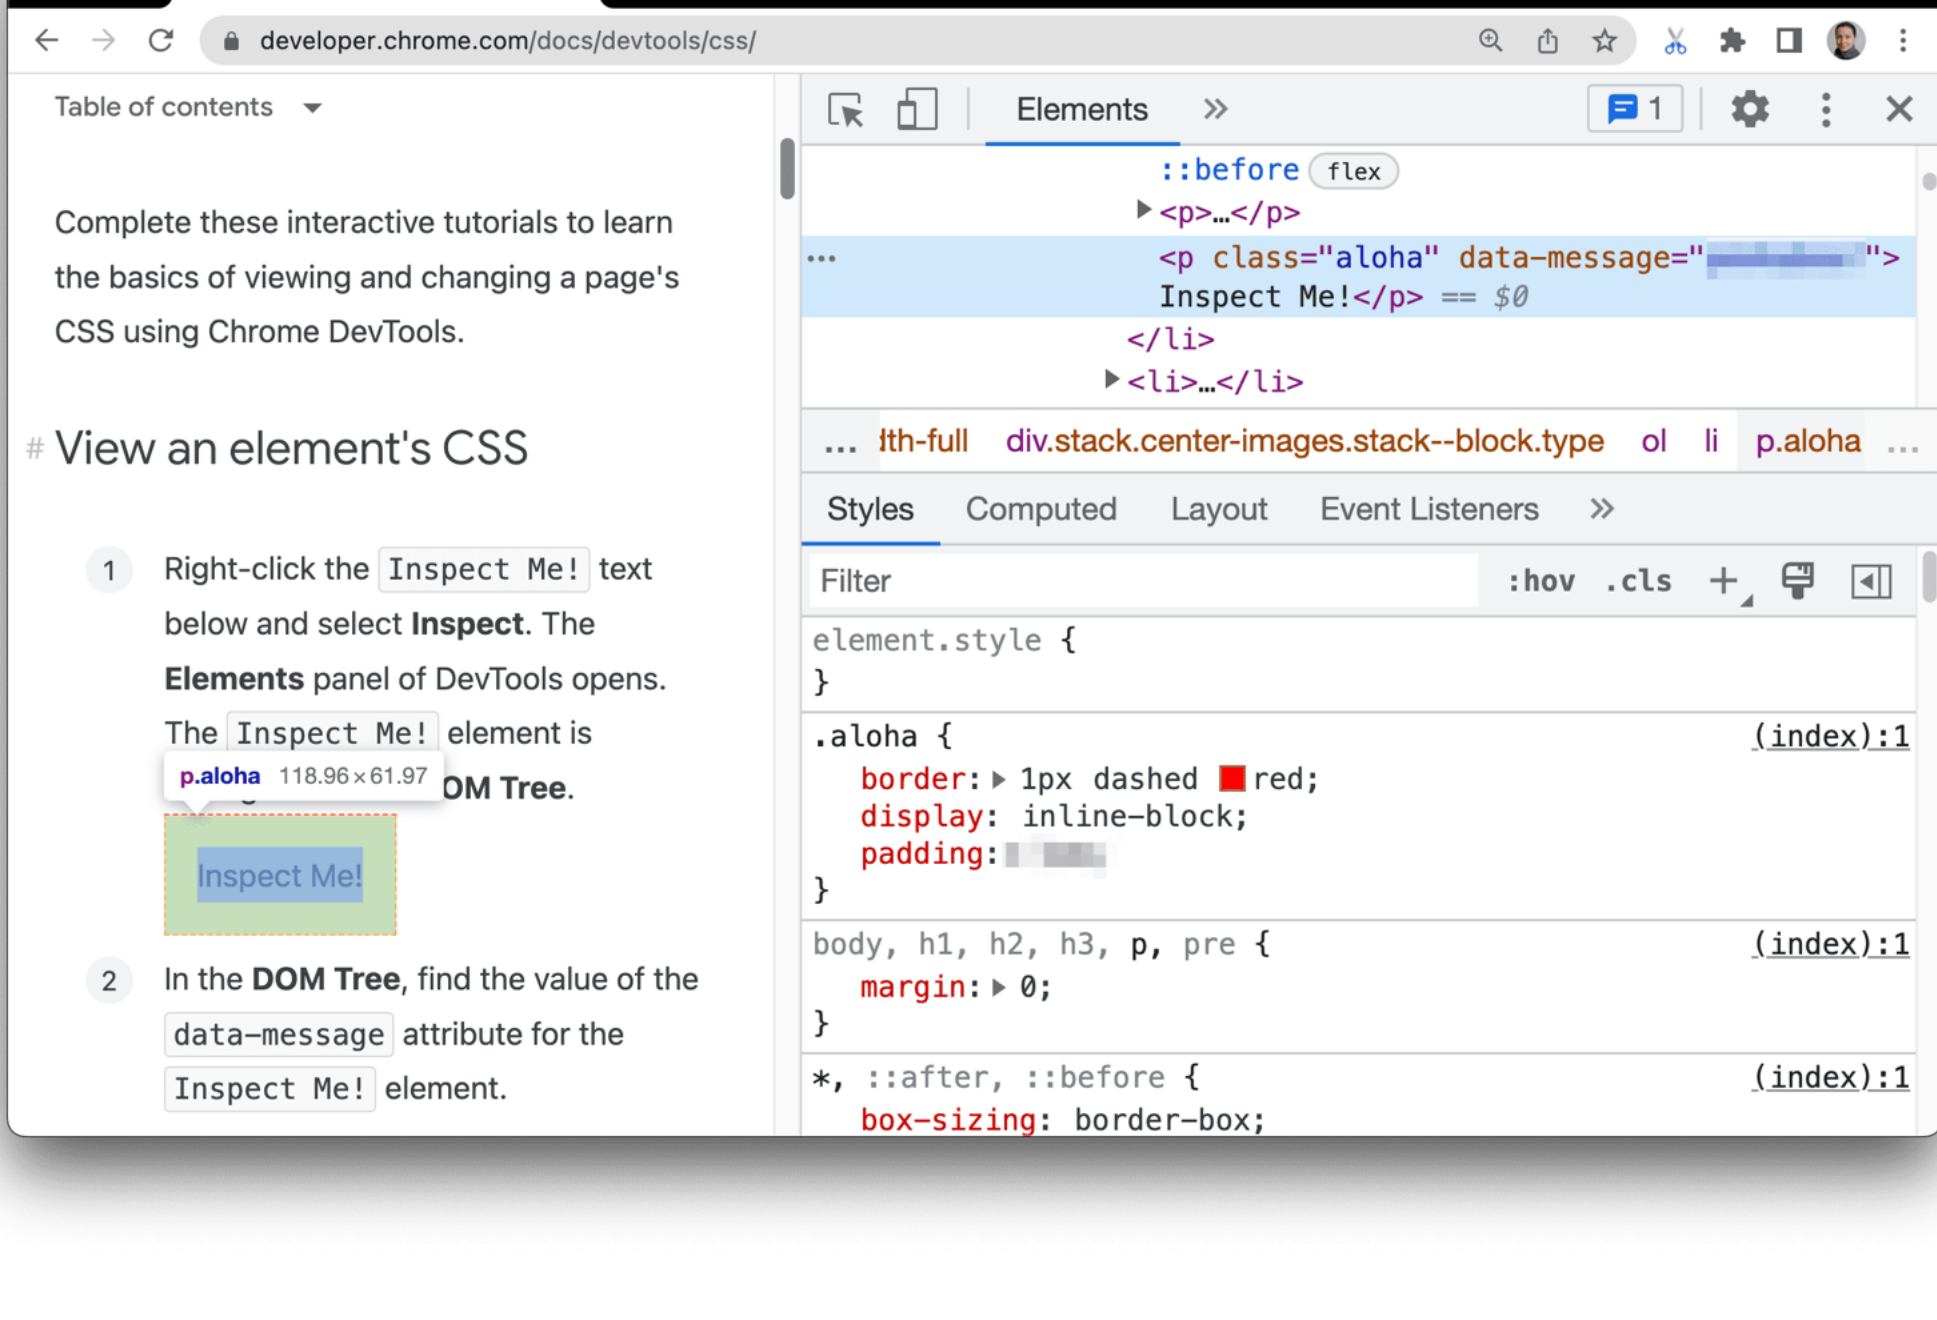 developer.chrome.com/docs/devtools/css/
Table of contents
Complete these interactive tutorials to learn
the basics of viewing and changing a page's
CSS using Chrome DevTools.
# View an element's CSS
1 Right-click the Inspect Me! text
below and select Inspect. The
Elements panel of DevTools opens.
The Inspect Me! element is
p.aloha 118.96×61.97
OM Tree.
Inspect Me!
2 In the DOM Tree, find the value of the
data-message attribute for the
Inspect Me! element.
Elements » 1
::before flex
▶<p>…</p>
… <p class="aloha" data-message="">
Inspect Me!</p> == $0
</li>
▶<li>…</li>
… dth-full div.stack.center-images.stack--block.type ol li p.aloha …
Styles Computed Layout Event Listeners »
Filter :hov .cls +
element.style {
}
.aloha { (index):1
border:▶ 1px dashed red;
display: inline-block;
padding:
}
body, h1, h2, h3, p, pre { (index):1
margin:▶ 0;
}
*, ::after, ::before { (index):1
box-sizing: border-box;